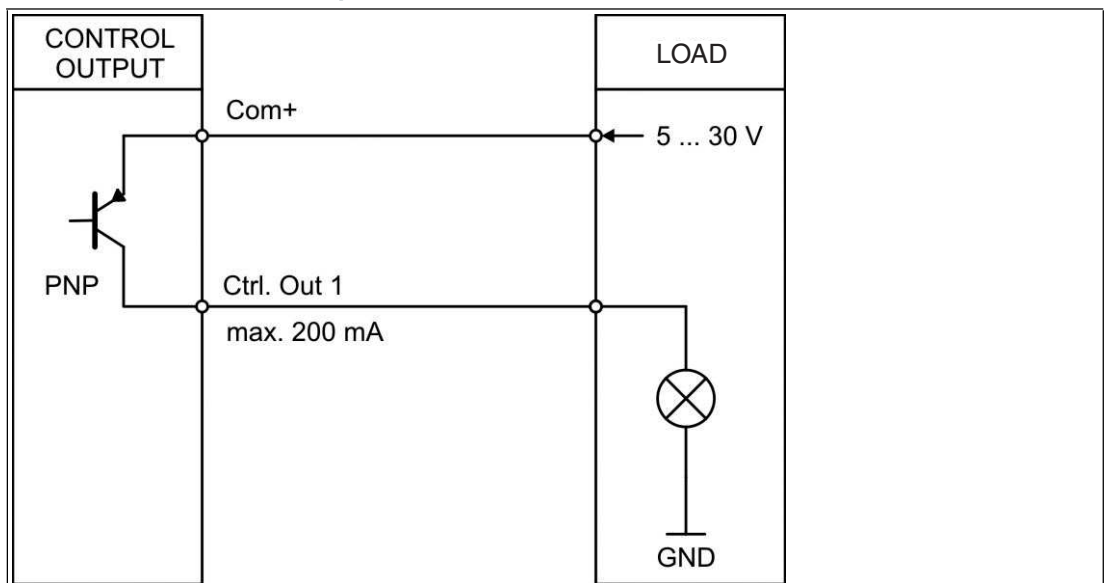 CONTROL
OUTPUT
LOAD
Com+
5 ... 30 V
PNP
Ctrl. Out 1
max. 200 mA
GND